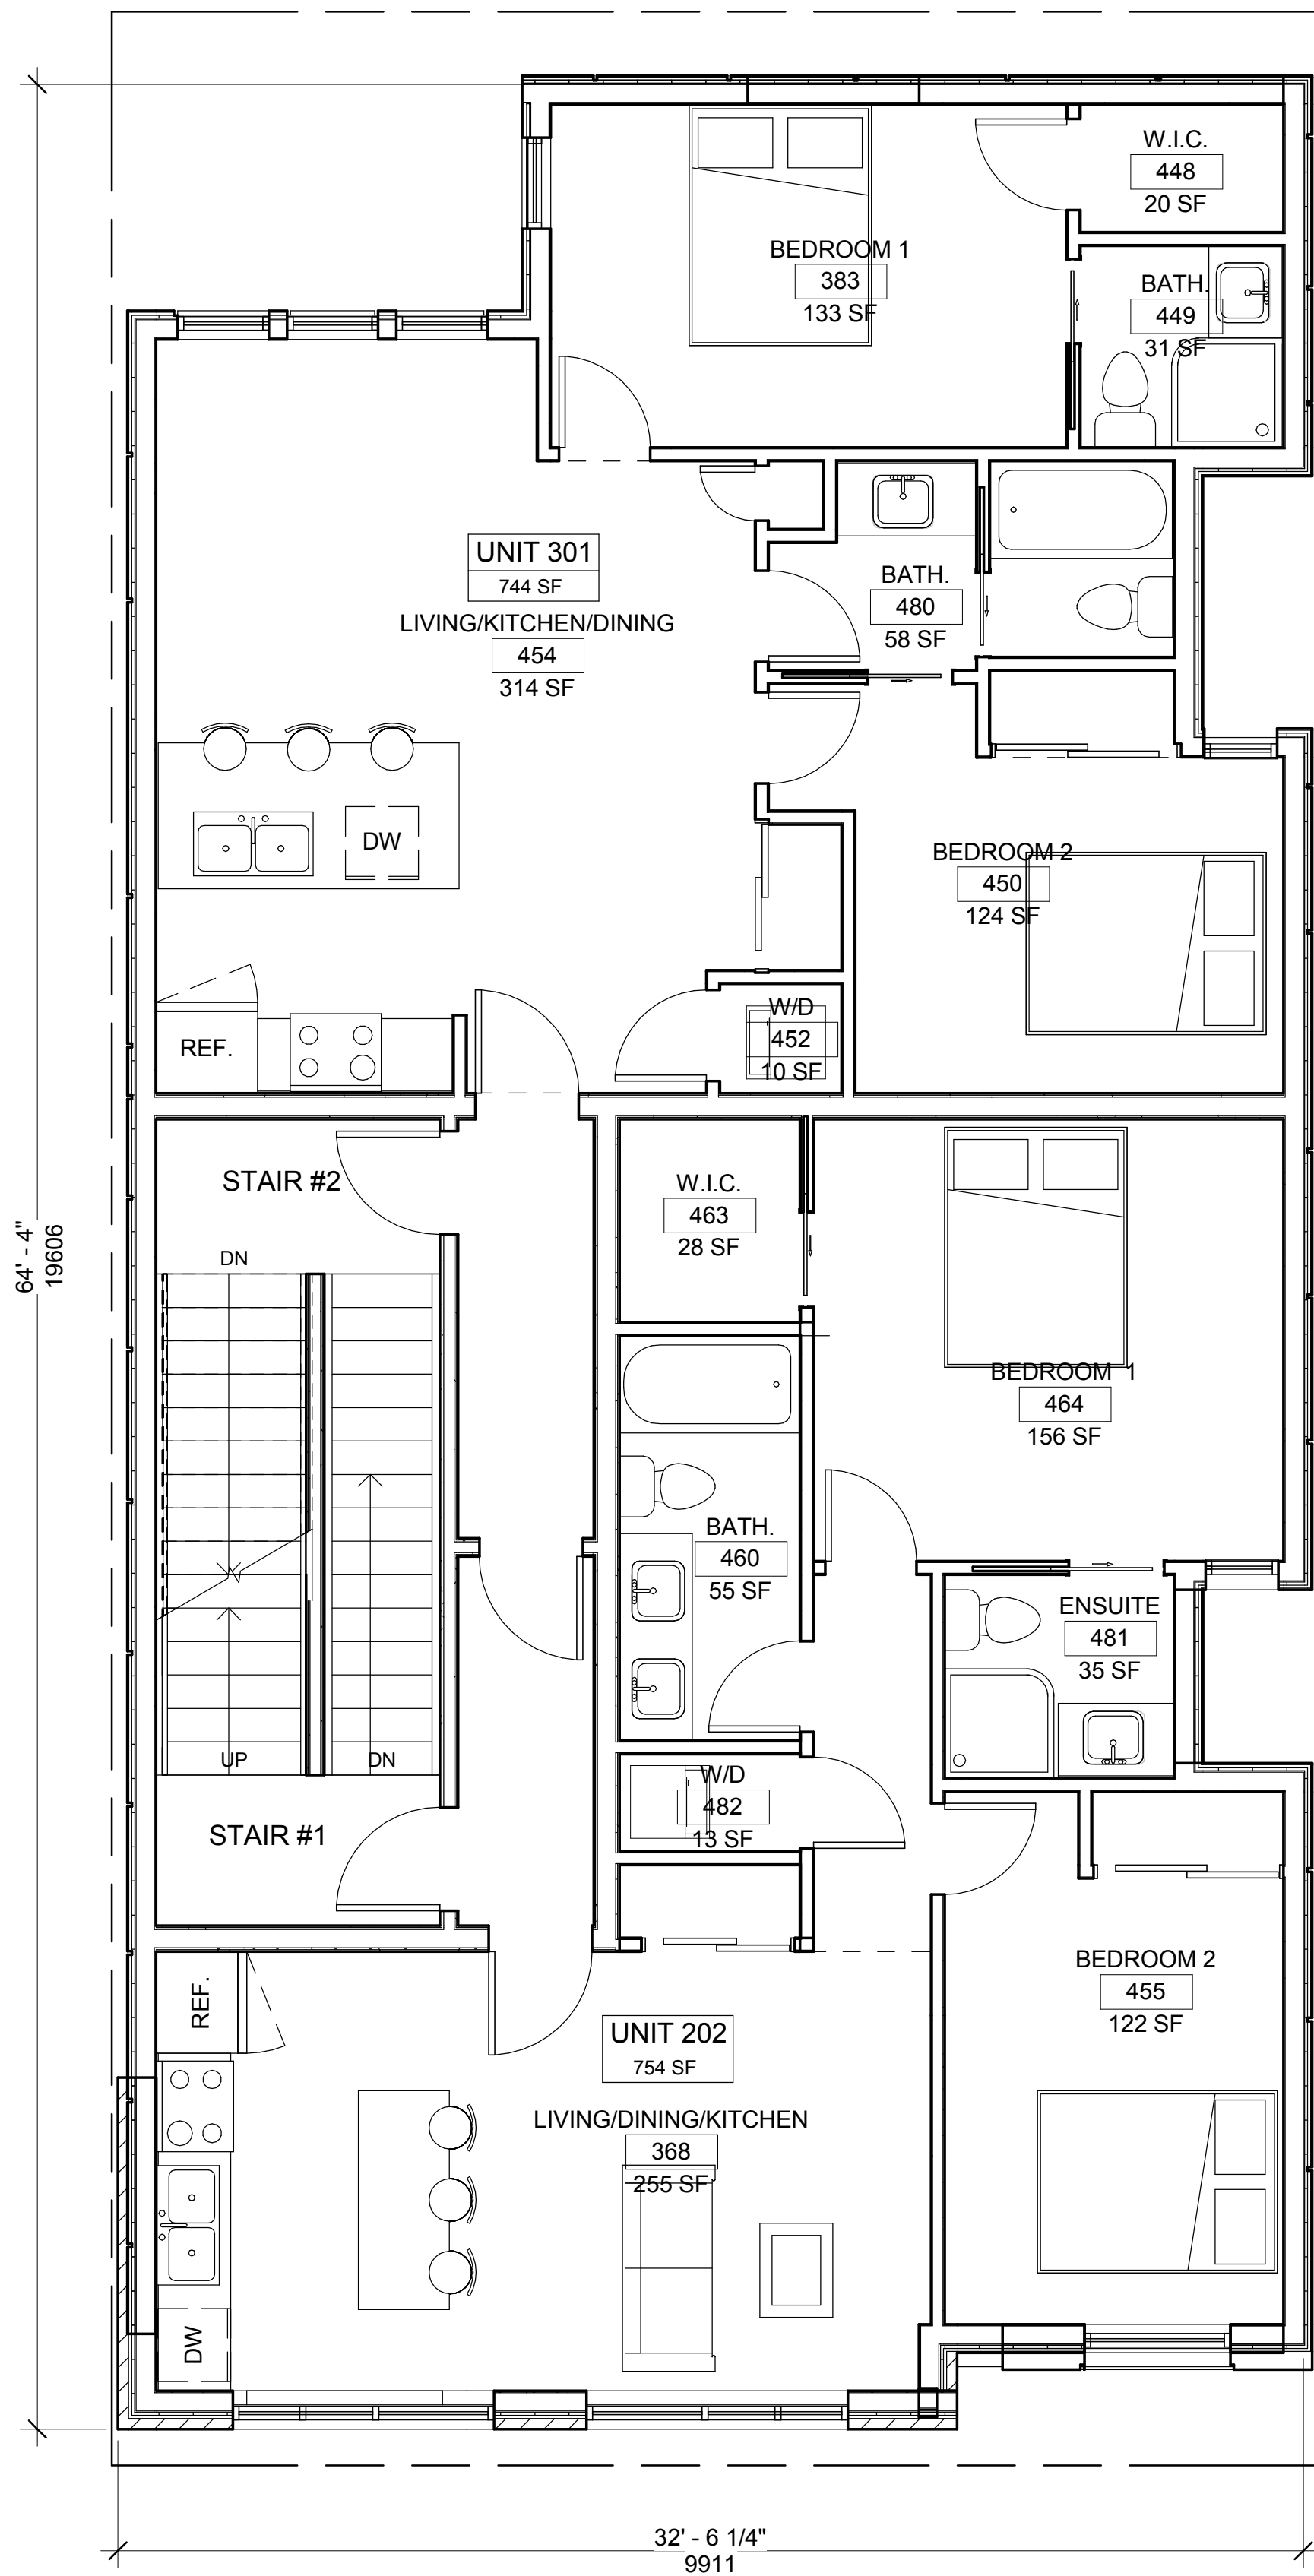 W.I.C.
448
20 SF
BEDROOM 1
383
133 SF
BATH.
449
31 SF
UNIT 301
744 SF
LIVING/KITCHEN/DINING
454
314 SF
BATH.
480
58 SF
DW
BEDROOM 2
450
124 SF
REF.
W/D
452
10 SF
STAIR #2
DN
W.I.C.
463
28 SF
64' - 4"
19606
BEDROOM 1
464
156 SF
BATH.
460
55 SF
ENSUITE
481
35 SF
UP
DN
W/D
482
13 SF
STAIR #1
REF.
BEDROOM 2
455
122 SF
UNIT 202
754 SF
LIVING/DINING/KITCHEN
368
255 SF
DW
32' - 6 1/4"
9911